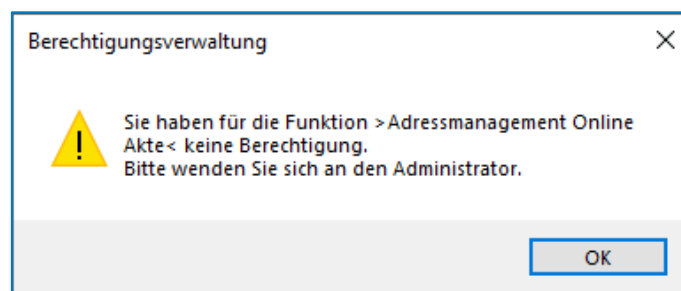 Berechtigungsverwaltung
Sie haben für die Funktion >Adressmanagement Online
Akte< keine Berechtigung.
Bitte wenden Sie sich an den Administrator.
OK